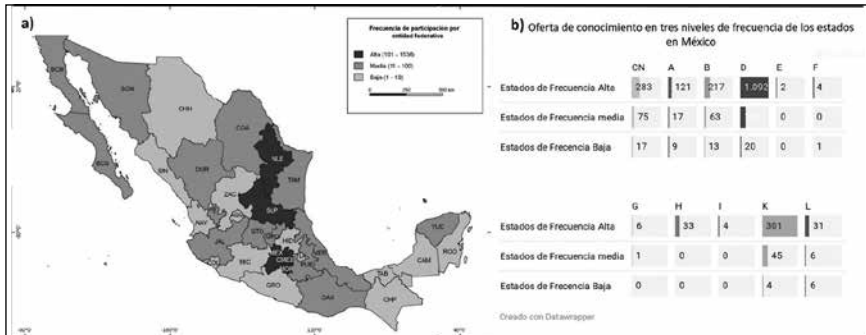 a)
Frecuencia de participación por
entidad federativa
Alta (101 - 1536)
Media (11 - 100)
Baja (1 - 10)
BCN
SON
CHH
COA
BCS
SIN
DUR
NLE
TAM
ZAC
SLP
NAY
JAL
GTO
HID
VER
COL
MIC
CMEX
PUE
GRO
OAX
TAB
CHP
CAM
YUC
ROO
b) Oferta de conocimiento en tres niveles de frecuencia de los estados
en México
CN A B D E F
Estados de Frecuencia Alta 283 121 217 1.092 2 4
Estados de Frecuencia media 75 17 63 0 0
Estados de Frecencia Baja 17 9 13 20 0 1
G H I K L
Estados de Frecuencia Alta 6 33 4 31
Estados de Frecuencia media 1 0 0 45 6
Estados de Frecuencia Baja 0 0 0 4 6
Creado con Datawrapper